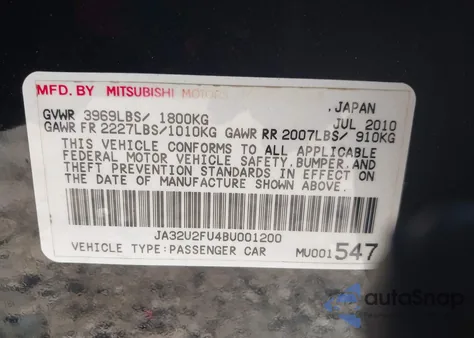 MFD. BY MITSUBISHI MOTORS JAPAN
GVWR 3969LBS/ 1800KG JUL 2010
GAWR FR 2227LBS/1010KG GAWR RR 2007LBS/ 910KG
THIS VEHICLE CONFORMS TO ALL APPLICABLE
FEDERAL MOTOR VEHICLE SAFETY, BUMPER, AND
THEFT PREVENTION STANDARDS IN EFFECT ON
THE DATE OF MANUFACTURE SHOWN ABOVE.
JA32U2FU4BU001200
VEHICLE TYPE:PASSENGER CAR MU001547
autoSnap